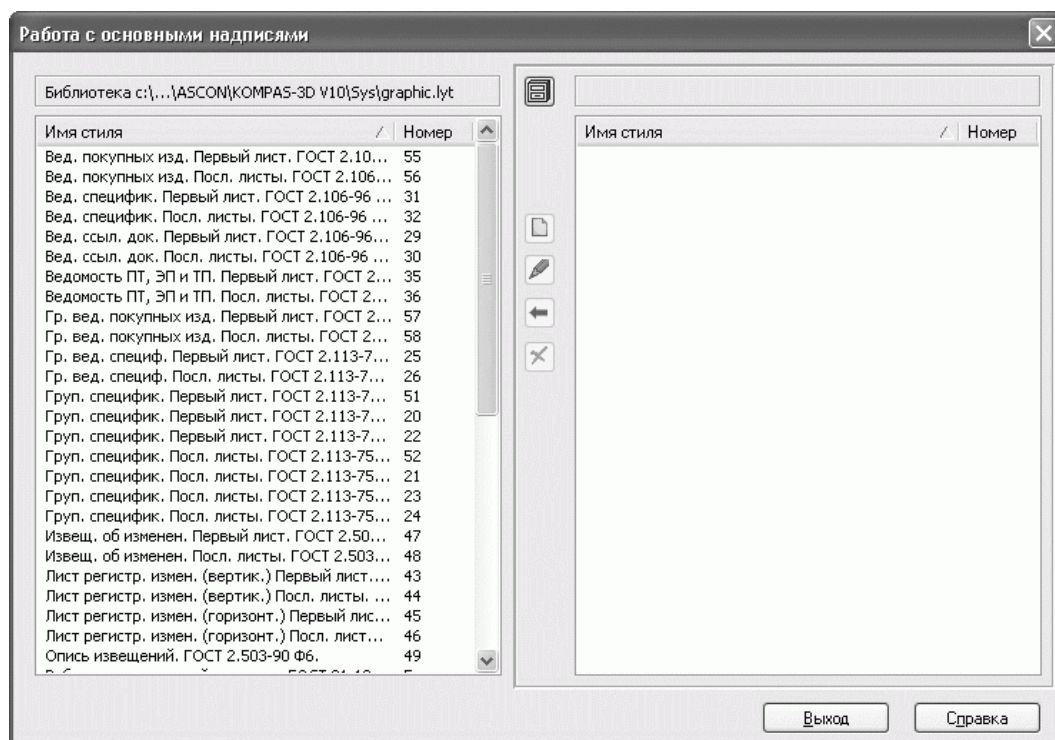 Работа с основными надписями
Библиотека c:\...\ASCON\KOMPAS-3D V10\Sys\graphic.lyt
Имя стиля / Номер
Вед. покупных изд. Первый лист. ГОСТ 2.10... 55
Вед. покупных изд. Посл. листы. ГОСТ 2.106... 56
Вед. специфик. Первый лист. ГОСТ 2.106-96 ... 31
Вед. специфик. Посл. листы. ГОСТ 2.106-96 ... 32
Вед. ссыл. док. Первый лист. ГОСТ 2.106-96... 29
Вед. ссыл. док. Посл. листы. ГОСТ 2.106-96 ... 30
Ведомость ПТ, ЭП и ТП. Первый лист. ГОСТ 2... 35
Ведомость ПТ, ЭП и ТП. Посл. листы. ГОСТ 2... 36
Гр. вед. покупных изд. Первый лист. ГОСТ 2... 57
Гр. вед. покупных изд. Посл. листы. ГОСТ 2... 58
Гр. вед. специф. Первый лист. ГОСТ 2.113-7... 25
Гр. вед. специф. Посл. листы. ГОСТ 2.113-7... 26
Груп. специфик. Первый лист. ГОСТ 2.113-7... 51
Груп. специфик. Первый лист. ГОСТ 2.113-7... 20
Груп. специфик. Первый лист. ГОСТ 2.113-7... 22
Груп. специфик. Посл. листы. ГОСТ 2.113-75... 52
Груп. специфик. Посл. листы. ГОСТ 2.113-75... 21
Груп. специфик. Посл. листы. ГОСТ 2.113-75... 23
Груп. специфик. Посл. листы. ГОСТ 2.113-75... 24
Извещ. об изменен. Первый лист. ГОСТ 2.50... 47
Извещ. об изменен. Посл. листы. ГОСТ 2.503... 48
Лист регистр. измен. (вертик.) Первый лист.... 43
Лист регистр. измен. (вертик.) Посл. листы. ... 44
Лист регистр. измен. (горизонт.) Первый лис... 45
Лист регистр. измен. (горизонт.) Посл. лист... 46
Опись извещений. ГОСТ 2.503-90 Ф6. 49
Имя стиля / Номер
Выход
Справка